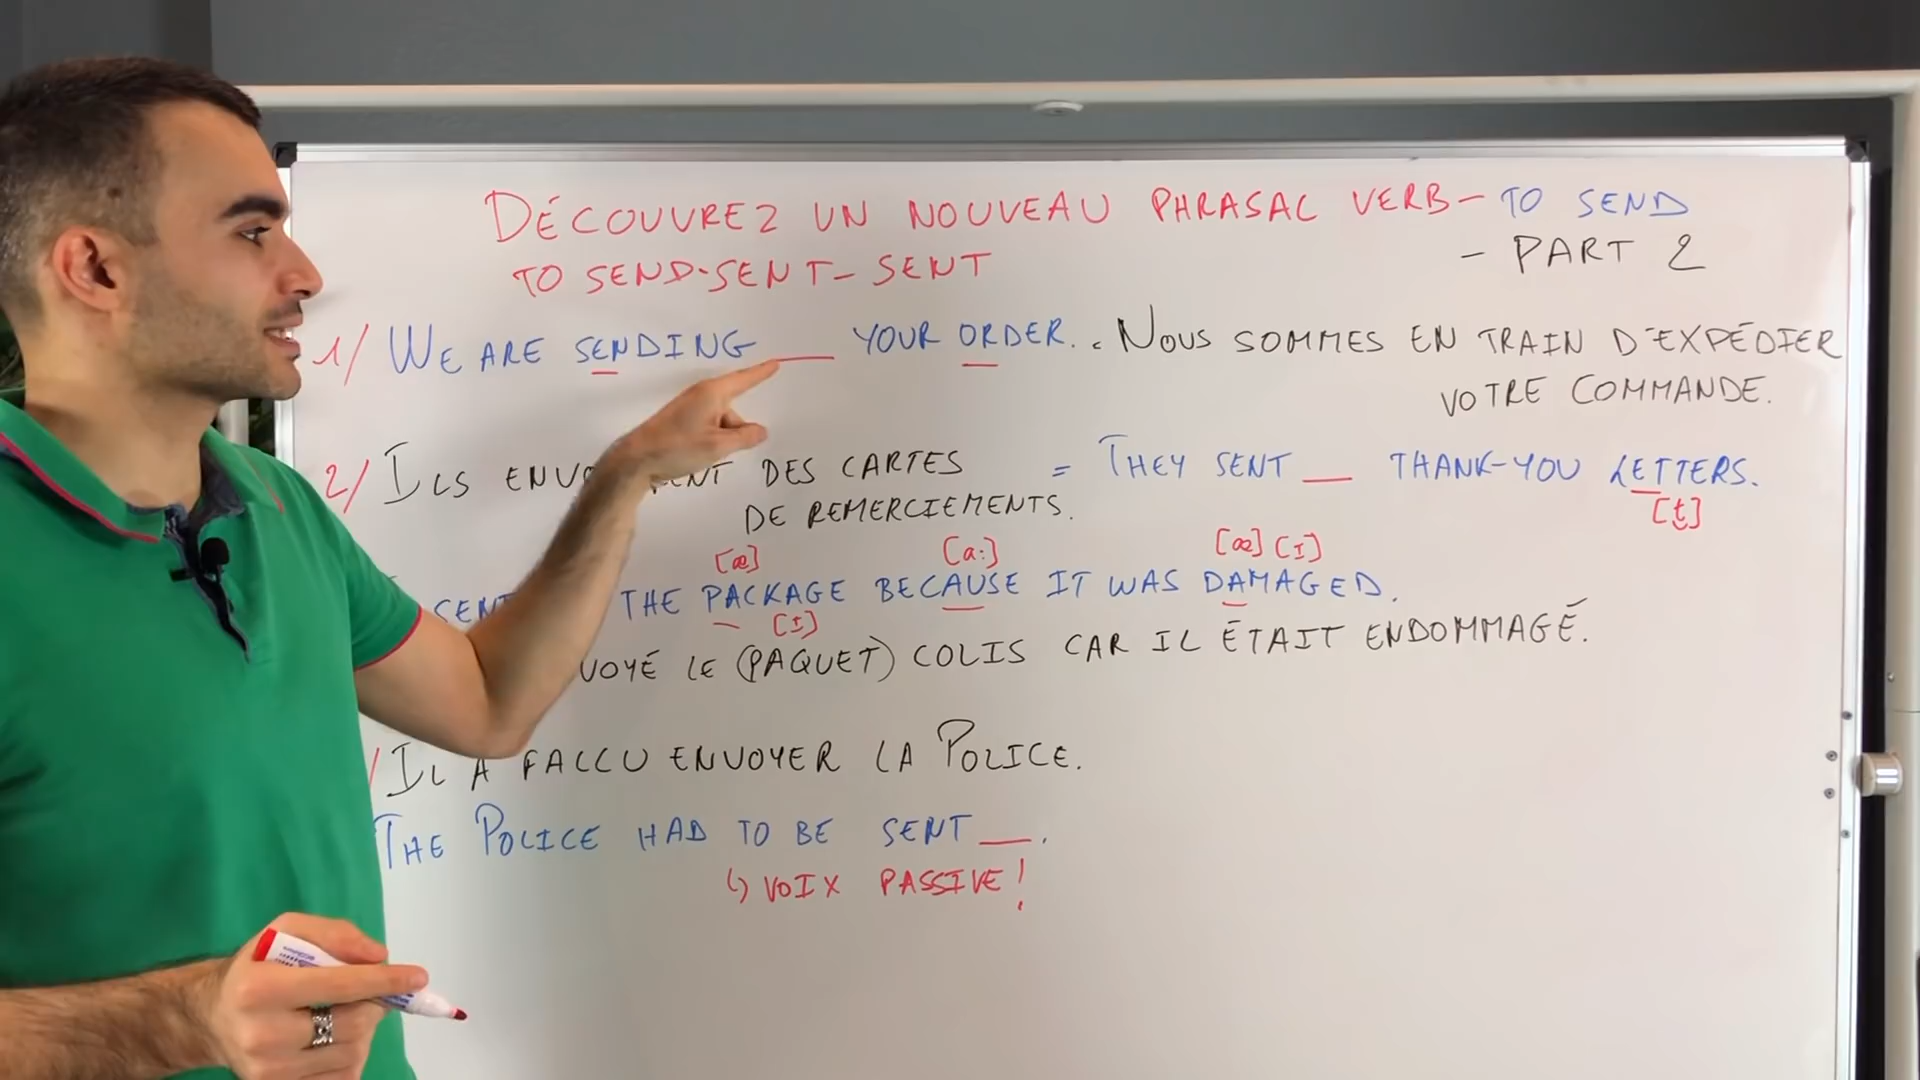 DÉCOUVREZ UN NOUVEAU PHRASAL VERB - TO SEND
TO SEND-SENT-SENT - PART 2
1/ WE ARE SENDING ___ YOUR ORDER. = NOUS SOMMES EN TRAIN D'EXPÉDIER
VOTRE COMMANDE.
2/ ILS DES CARTES = THEY SENT ___ THANK-YOU LETTERS.
DE REMERCIEMENTS. [t]
[æ] [a:] [æ] [I]
SENT THE PACKAGE BECAUSE IT WAS DAMAGED.
[I]
LE (PAQUET) COLIS CAR IL ÉTAIT ENDOMMAGÉ.
IL A FALLU ENVOYER LA POLICE.
THE POLICE HAD TO BE SENT ___.
↳ VOIX PASSIVE!